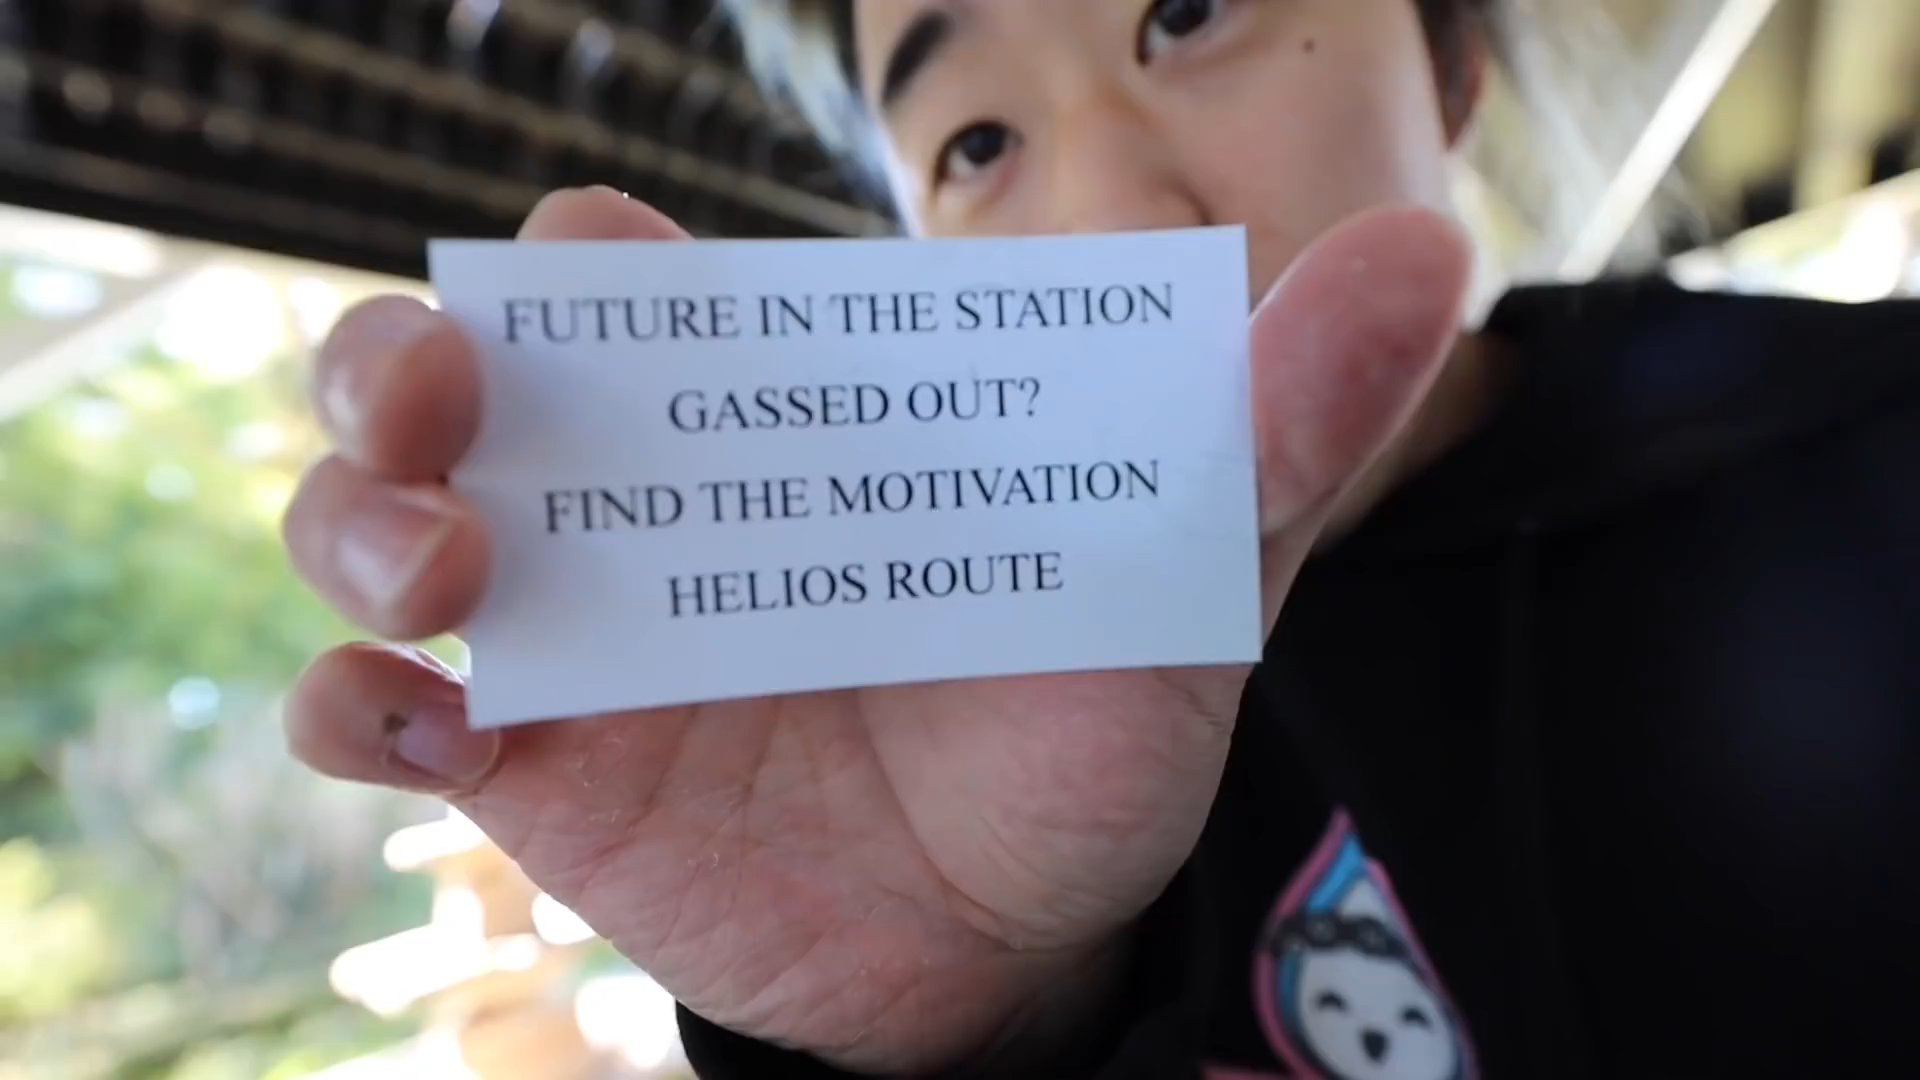 FUTURE IN THE STATION
GASSED OUT?
FIND THE MOTIVATION
HELIOS ROUTE